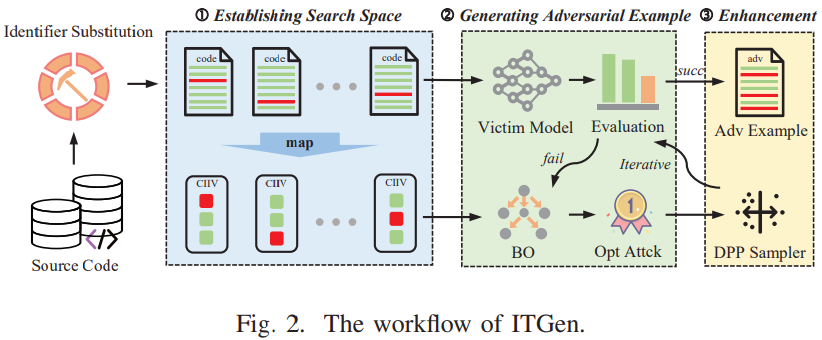 ① Establishing Search Space
② Generating Adversarial Example
③ Enhancement
Identifier Substitution
code
code
code
map
CIIV
CIIV
CIIV
</>
Source Code
Victim Model
Evaluation
succ
fail
Iterative
BO
1
Opt Attck
adv
Adv Example
DPP Sampler
Fig. 2. The workflow of ITGen.